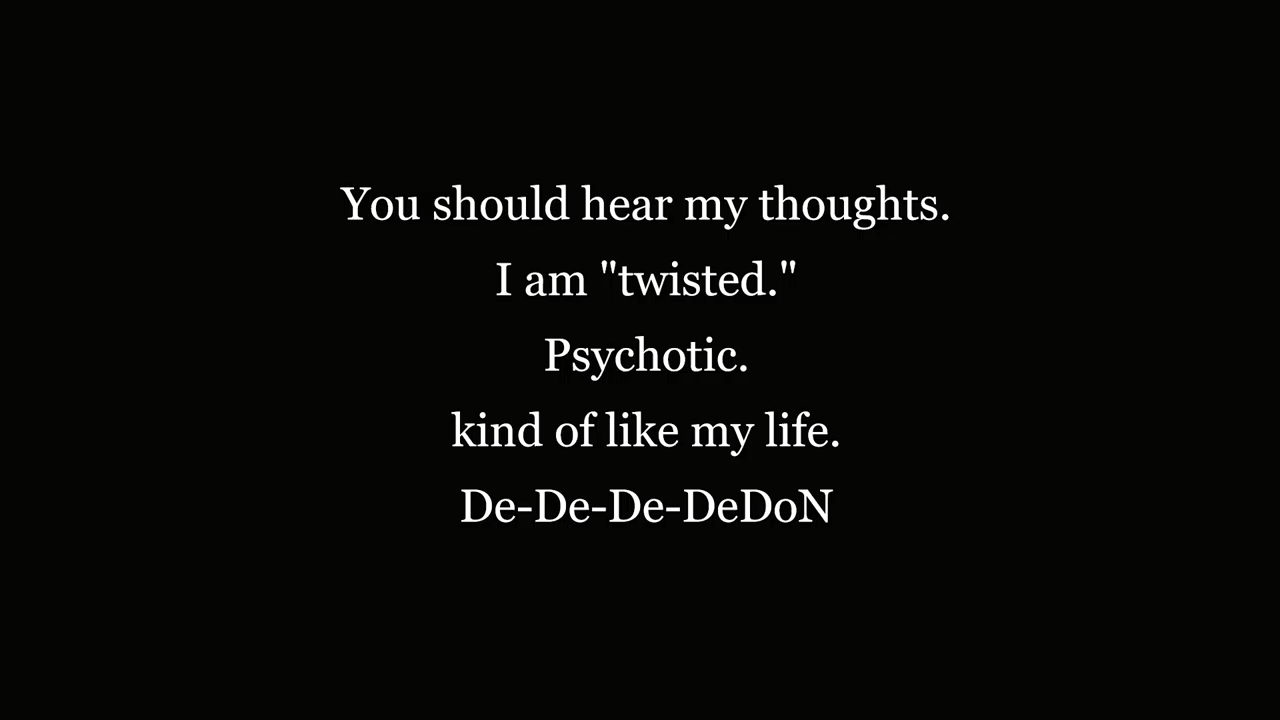 You should hear my thoughts.
I am "twisted."
Psychotic.
kind of like my life.
De-De-De-DeDoN